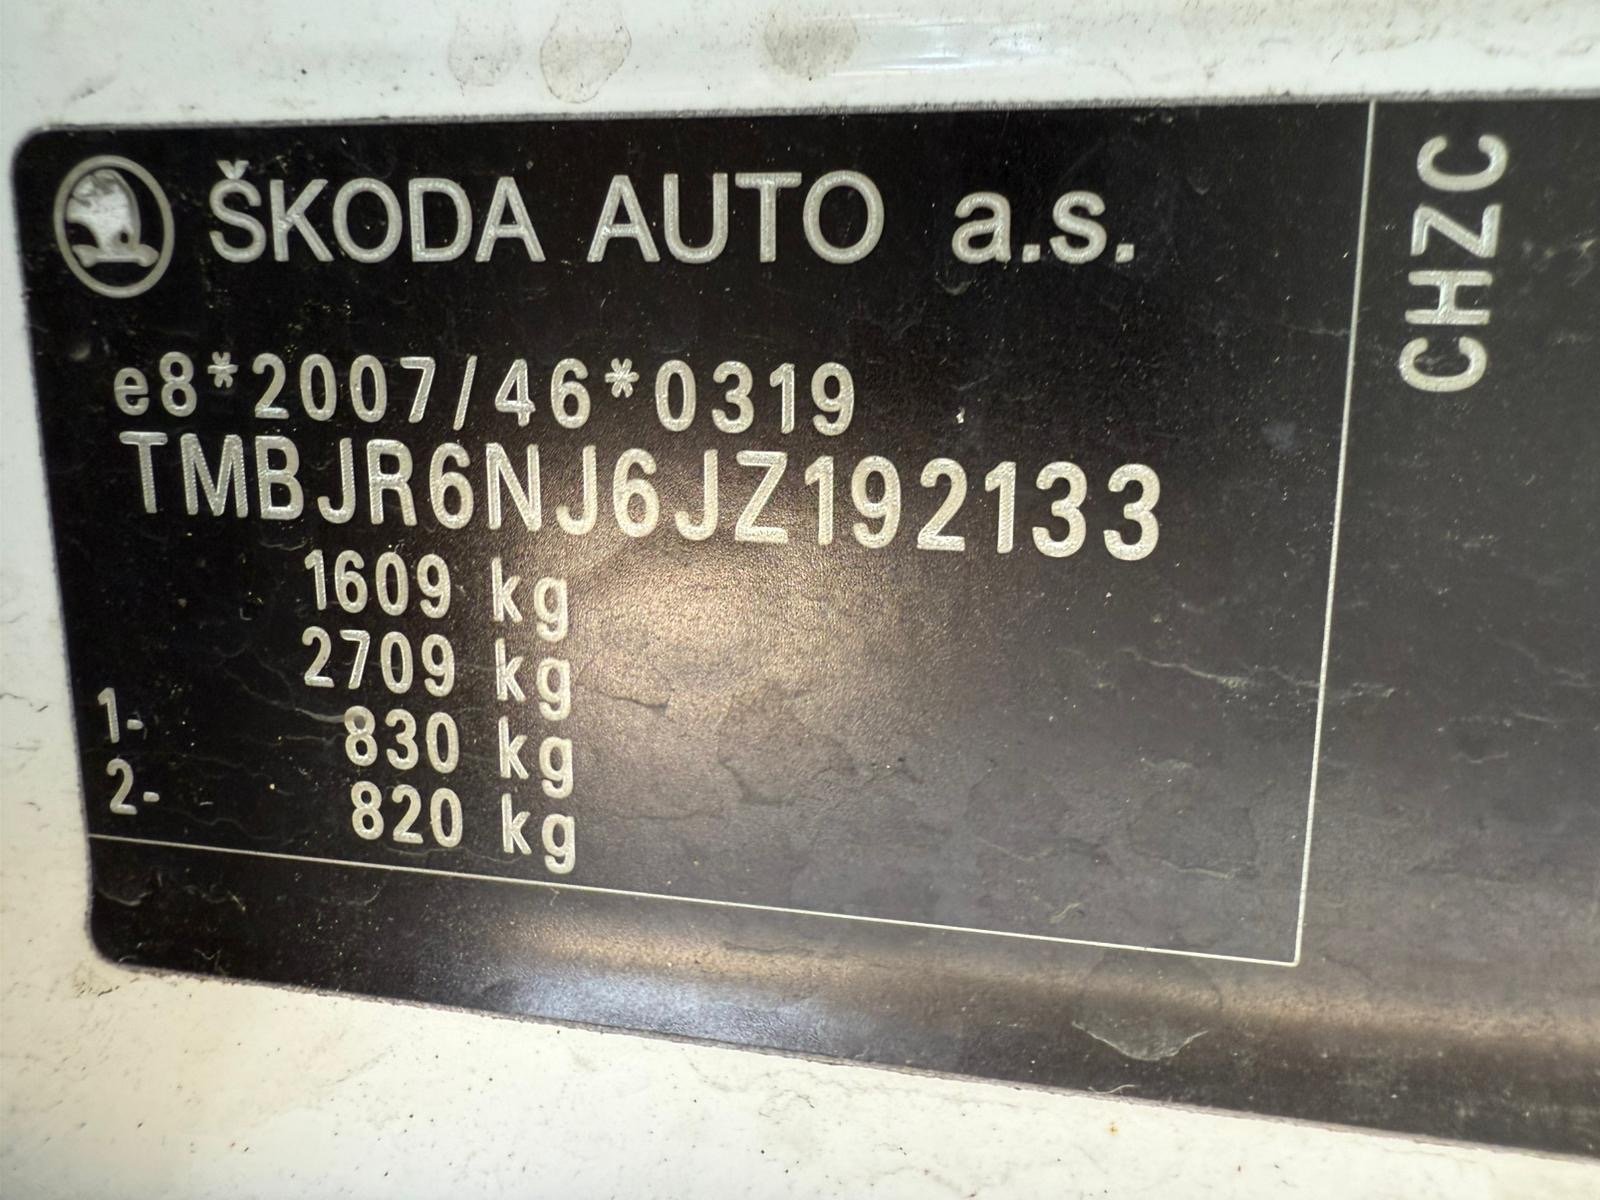 ŠKODA AUTO a.s.
e8*2007/46*0319
TMBJR6NJ6JZ192133
1609 kg
2709 kg
1- 830 kg
2- 820 kg
CHZC